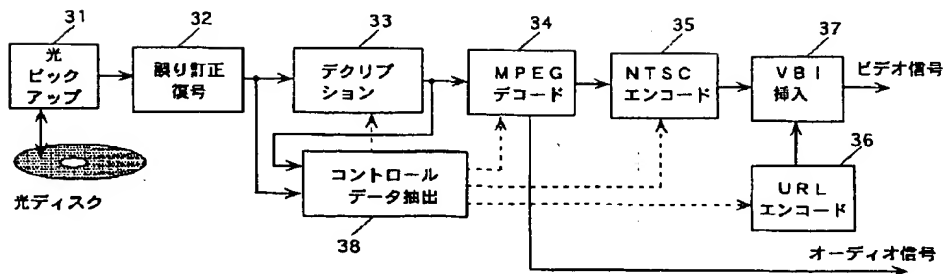 31
光
ピック
アップ
光ディスク
32
誤り訂正
復号
33
デクリプ
ション
34
MPEG
デコード
35
NTSC
エンコード
37
VBI
挿入
ビデオ信号
36
URL
エンコード
コントロール
データ抽出
38
オーディオ信号